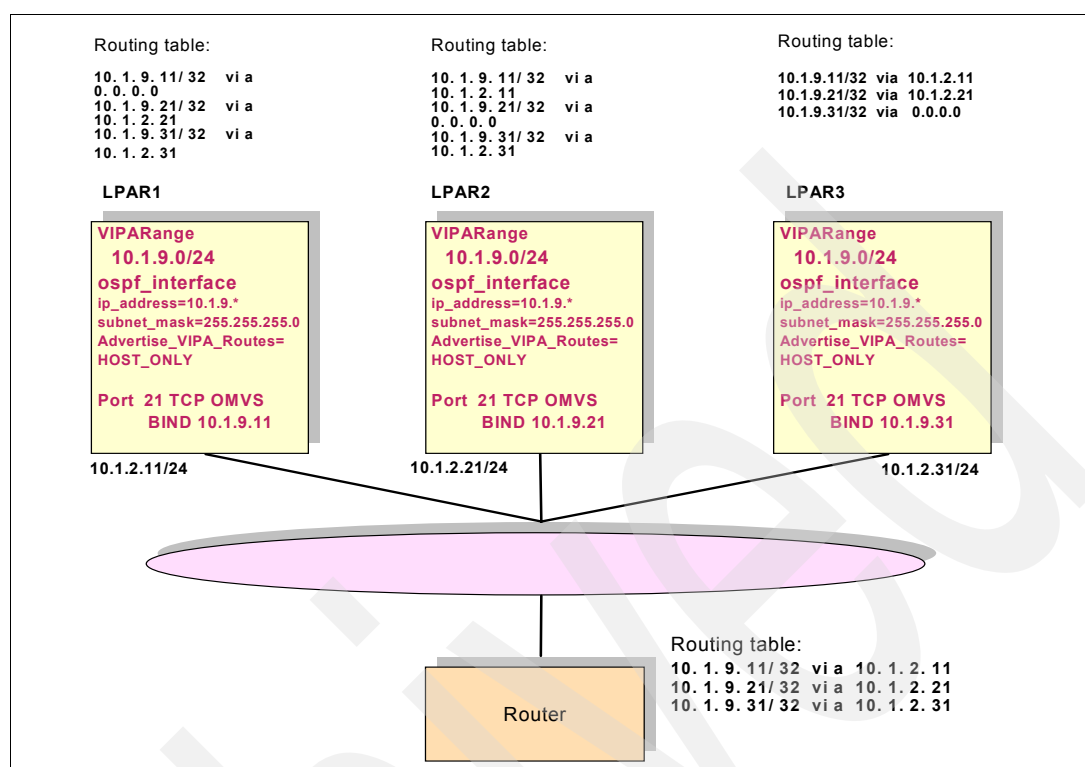 Routing table:
10.1.9.11/32 via
0.0.0.0
10.1.9.21/32 via
10.1.2.21
10.1.9.31/32 via
10.1.2.31
LPAR1
Routing table:
10.1.9.11/32 via
10.1.2.11
10.1.9.21/32 via
0.0.0.0
10.1.9.31/32 via
10.1.2.31
LPAR2
Routing table:
10.1.9.11/32 via 10.1.2.11
10.1.9.21/32 via 10.1.2.21
10.1.9.31/32 via 0.0.0.0
LPAR3
VIPARange
10.1.9.0/24
ospf_interface
ip_address=10.1.9.*
subnet_mask=255.255.255.0
Advertise_VIPA_Routes=
HOST_ONLY
Port 21 TCP OMVS
BIND 10.1.9.11
10.1.2.11/24
VIPARange
10.1.9.0/24
ospf_interface
ip_address=10.1.9.*
subnet_mask=255.255.255.0
Advertise_VIPA_Routes=
HOST_ONLY
Port 21 TCP OMVS
BIND 10.1.9.21
10.1.2.21/24
VIPARange
10.1.9.0/24
ospf_interface
ip_address=10.1.9.*
subnet_mask=255.255.255.0
Advertise_VIPA_Routes=
HOST_ONLY
Port 21 TCP OMVS
BIND 10.1.9.31
10.1.2.31/24
Router
Routing table:
10.1.9.11/32 via 10.1.2.11
10.1.9.21/32 via 10.1.2.21
10.1.9.31/32 via 10.1.2.31